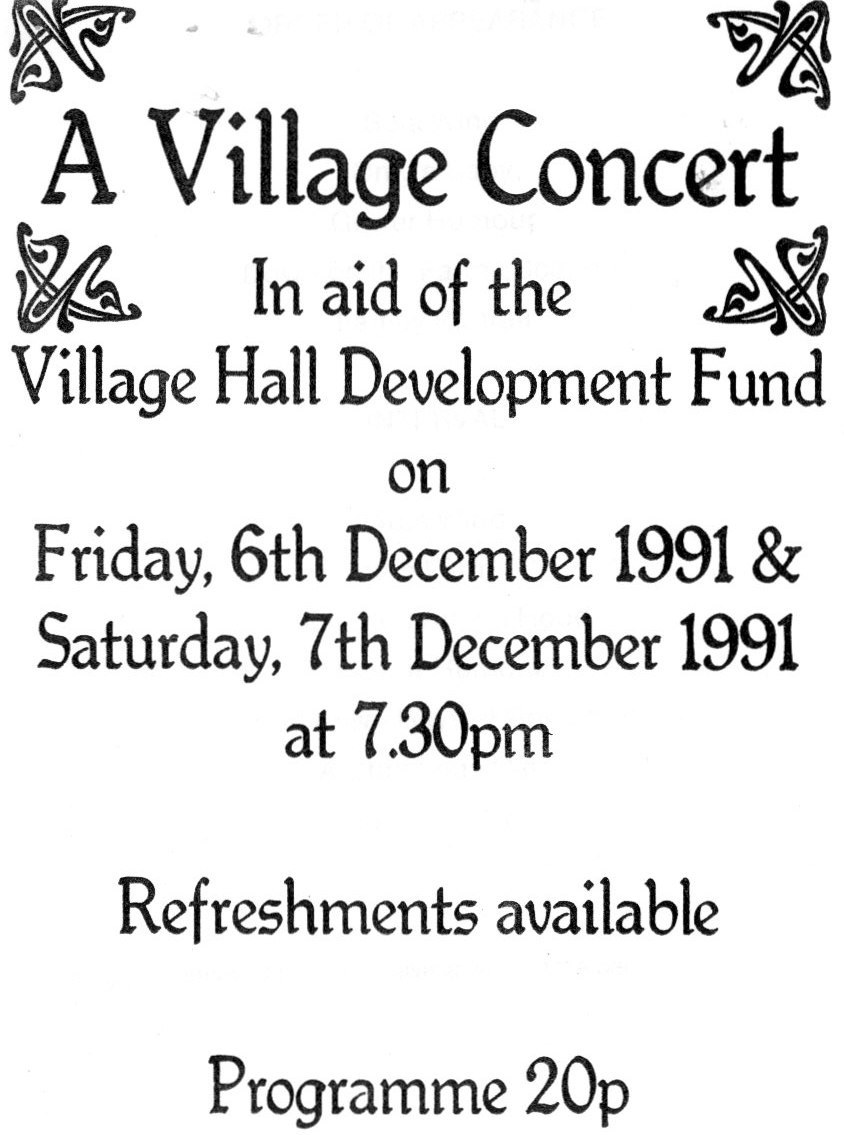 A Village Concert
In aid of the
Village Hall Development Fund
on
Friday, 6th December 1991 &
Saturday, 7th December 1991
at 7.30pm
Refreshments available
Programme 20p